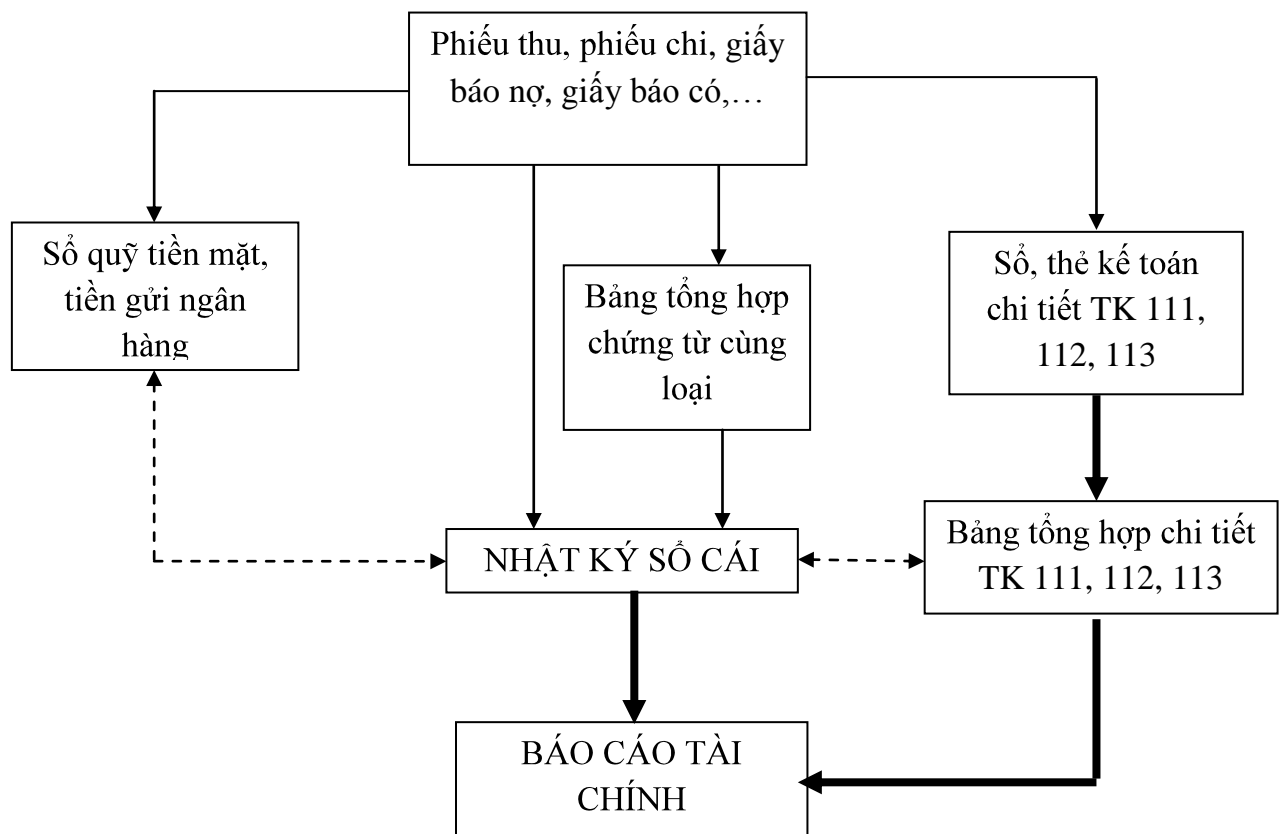 Phiếu thu, phiếu chi, giấy
báo nợ, giấy báo có,…
Sổ quỹ tiền mặt,
tiền gửi ngân
hàng
Bảng tổng hợp
chứng từ cùng
loại
Sổ, thẻ kế toán
chi tiết TK 111,
112, 113
NHẬT KÝ SỔ CÁI
Bảng tổng hợp chi tiết
TK 111, 112, 113
BÁO CÁO TÀI
CHÍNH